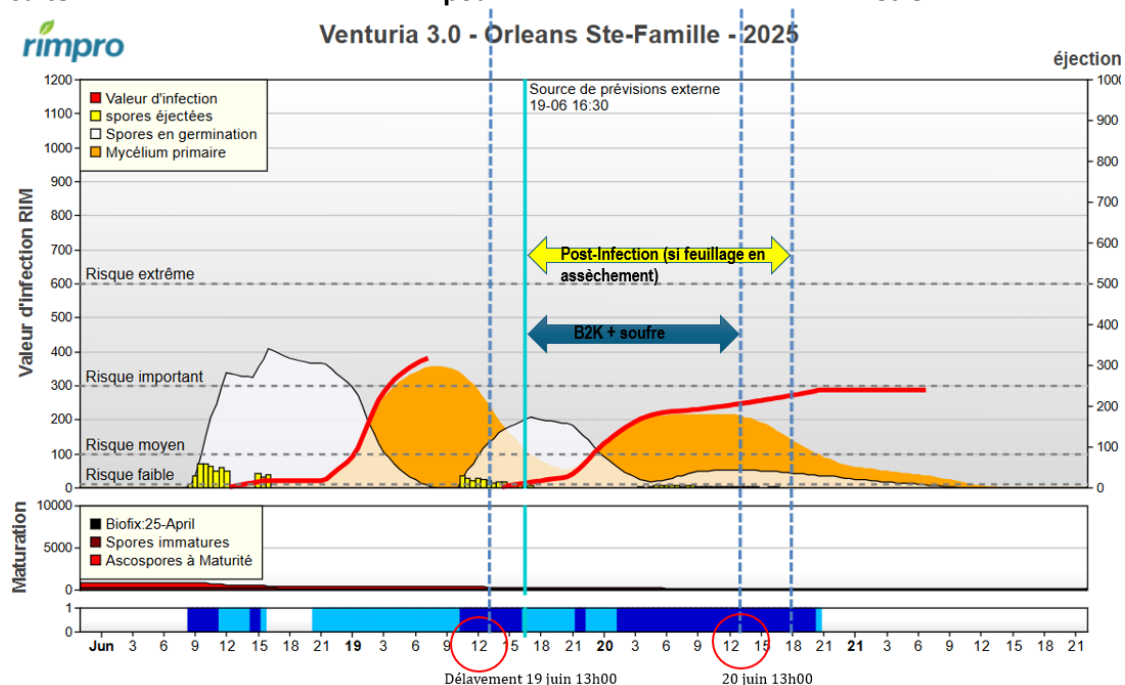 rimpro
Venturia 3.0 - Orleans Ste-Famille - 2025
éjection
Valeur d'infection RIM
1200
1100
1000
900
800
700
600
500
400
300
200
100
0
1000
900
800
700
600
500
400
300
200
100
0
Valeur d'infection
spores éjectées
Spores en germination
Mycélium primaire
Source de prévisions externe
19-06 16:30
Post-Infection (si feuillage en
assèchement)
B2K + soufre
Risque extrême
Risque important
Risque moyen
Risque faible
Maturation
10000
5000
0
Biofix:25-April
Spores immatures
Ascospores à Maturité
1
0
Jun 3 6 9 12 15 18 21 19 3 6 9 12 15 18 21 20 3 6 9 12 15 18 21 21 3 6 9 12 15 18 21
Délavement 19 juin 13h00
20 juin 13h00